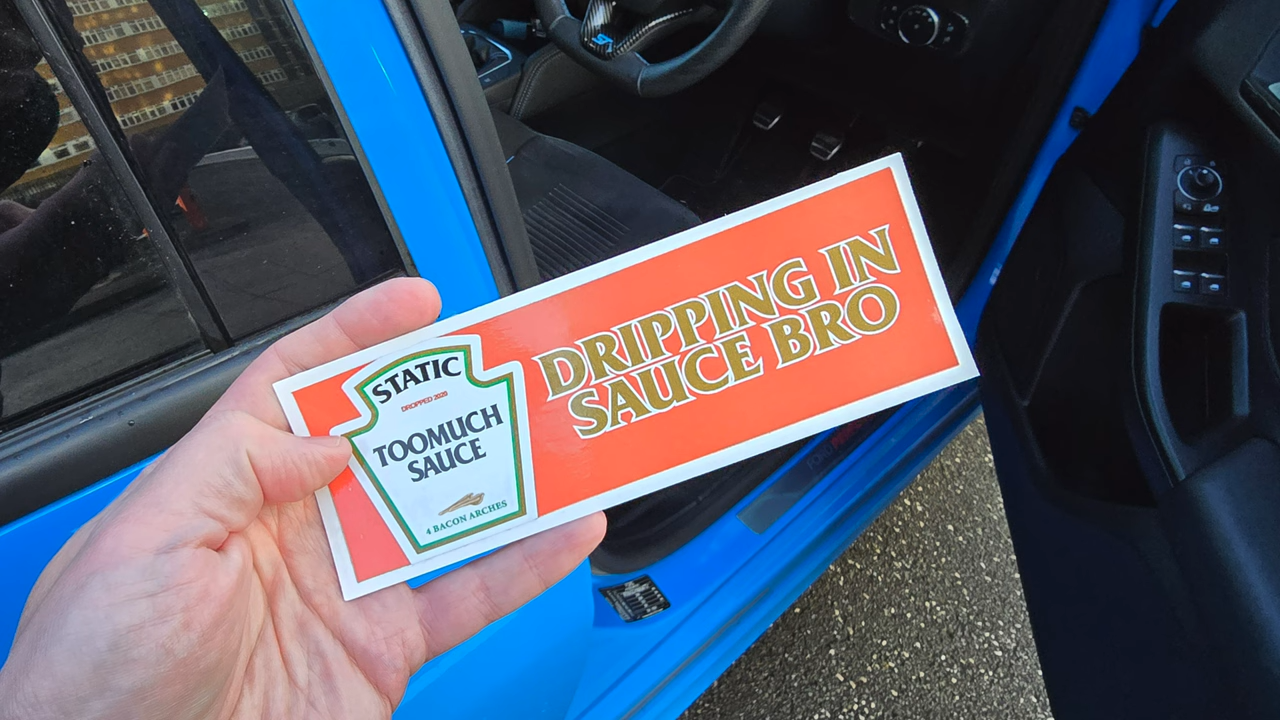 STATIC
DROPPED 2020
TOOMUCH
SAUCE
4 BACON ARCHES
DRIPPING IN
SAUCE BRO